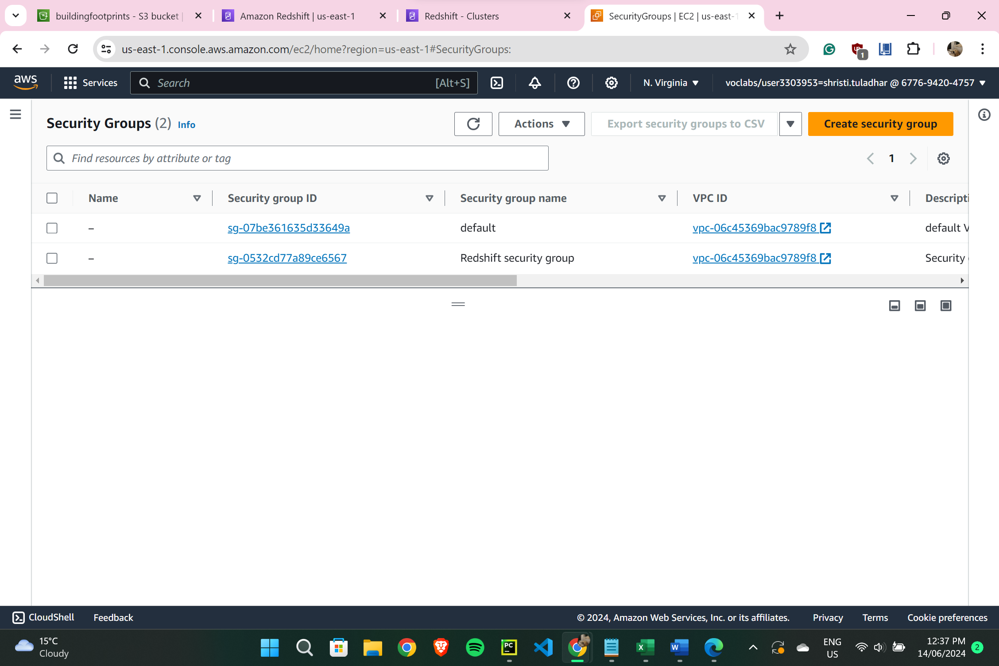 buildingfootprints - S3 bucket |
Amazon Redshift | us-east-1
Redshift - Clusters
SecurityGroups | EC2 | us-east-1
us-east-1.console.aws.amazon.com/ec2/home?region=us-east-1#SecurityGroups:
1
aws
Services
Search
[Alt+S]
N. Virginia
voclabs/user3303953=shristi.tuladhar @ 6776-9420-4757
Security Groups (2) Info
Actions
Export security groups to CSV
Create security group
Find resources by attribute or tag
1
Name
Security group ID
Security group name
VPC ID
Descripti
–
sg-07be361635d33649a
default
vpc-06c45369bac9789f8
default V
–
sg-0532cd77a89ce6567
Redshift security group
vpc-06c45369bac9789f8
Security
CloudShell
Feedback
© 2024, Amazon Web Services, Inc. or its affiliates.
Privacy
Terms
Cookie preferences
15°C
Cloudy
PC
X
W
ENG
US
12:37 PM
14/06/2024
2